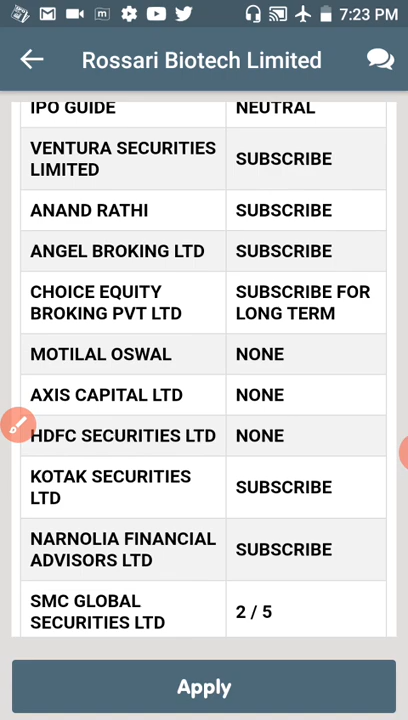 7:23 PM
Rossari Biotech Limited
IPO GUIDE NEUTRAL
VENTURA SECURITIES
LIMITED
SUBSCRIBE
ANAND RATHI SUBSCRIBE
ANGEL BROKING LTD SUBSCRIBE
CHOICE EQUITY
BROKING PVT LTD
SUBSCRIBE FOR
LONG TERM
MOTILAL OSWAL NONE
AXIS CAPITAL LTD NONE
HDFC SECURITIES LTD NONE
KOTAK SECURITIES
LTD
SUBSCRIBE
NARNOLIA FINANCIAL
ADVISORS LTD
SUBSCRIBE
SMC GLOBAL
SECURITIES LTD
2 / 5
Apply